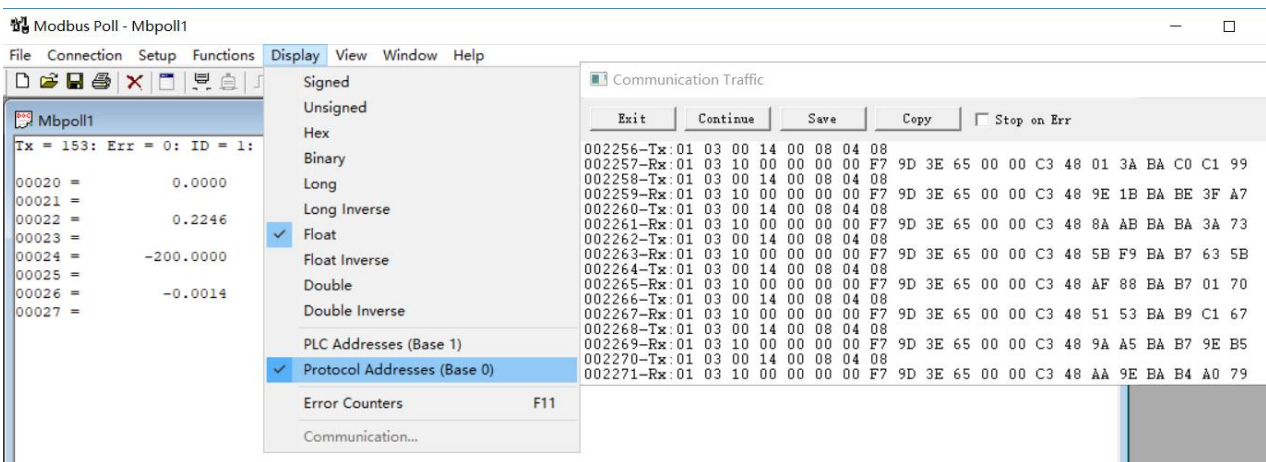 Modbus Poll - Mbpoll1
File Connection Setup Functions Display View Window Help
Mbpoll1
Tx = 153: Err = 0: ID = 1:
00020 = 0.0000
00021 =
00022 = 0.2246
00023 =
00024 = -200.0000
00025 =
00026 = -0.0014
00027 =
Signed
Unsigned
Hex
Binary
Long
Long Inverse
Float
Float Inverse
Double
Double Inverse
PLC Addresses (Base 1)
Protocol Addresses (Base 0)
Error Counters F11
Communication...
Communication Traffic
Exit Continue Save Copy Stop on Err
002256-Tx:01 03 00 14 00 08 04 08
002257-Rx:01 03 10 00 00 00 00 F7 9D 3E 65 00 00 C3 48 01 3A BA C0 C1 99
002258-Tx:01 03 00 14 00 08 04 08
002259-Rx:01 03 10 00 00 00 00 F7 9D 3E 65 00 00 C3 48 9E 1B BA BE 3F A7
002260-Tx:01 03 00 14 00 08 04 08
002261-Rx:01 03 10 00 00 00 00 F7 9D 3E 65 00 00 C3 48 8A AB BA BA 3A 73
002262-Tx:01 03 00 14 00 08 04 08
002263-Rx:01 03 10 00 00 00 00 F7 9D 3E 65 00 00 C3 48 5B F9 BA B7 63 5B
002264-Tx:01 03 00 14 00 08 04 08
002265-Rx:01 03 10 00 00 00 00 F7 9D 3E 65 00 00 C3 48 AF 88 BA B7 01 70
002266-Tx:01 03 00 14 00 08 04 08
002267-Rx:01 03 10 00 00 00 00 F7 9D 3E 65 00 00 C3 48 51 53 BA B9 C1 67
002268-Tx:01 03 00 14 00 08 04 08
002269-Rx:01 03 10 00 00 00 00 F7 9D 3E 65 00 00 C3 48 9A A5 BA B7 9E B5
002270-Tx:01 03 00 14 00 08 04 08
002271-Rx:01 03 10 00 00 00 00 F7 9D 3E 65 00 00 C3 48 AA 9E BA B4 A0 79